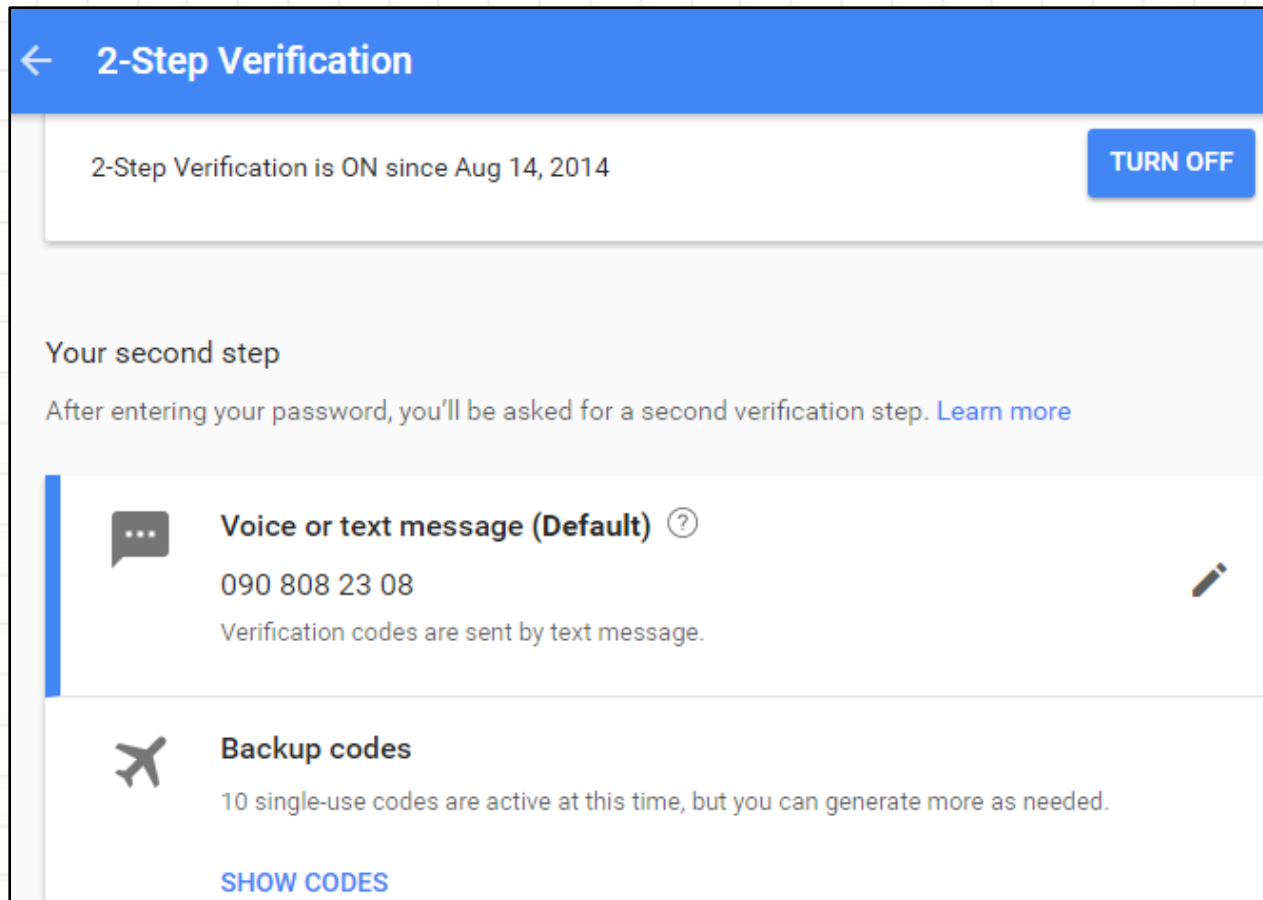 2-Step Verification
2-Step Verification is ON since Aug 14, 2014
TURN OFF
Your second step
After entering your password, you'll be asked for a second verification step. Learn more
Voice or text message (Default) ?
090 808 23 08
Verification codes are sent by text message.
Backup codes
10 single-use codes are active at this time, but you can generate more as needed.
SHOW CODES